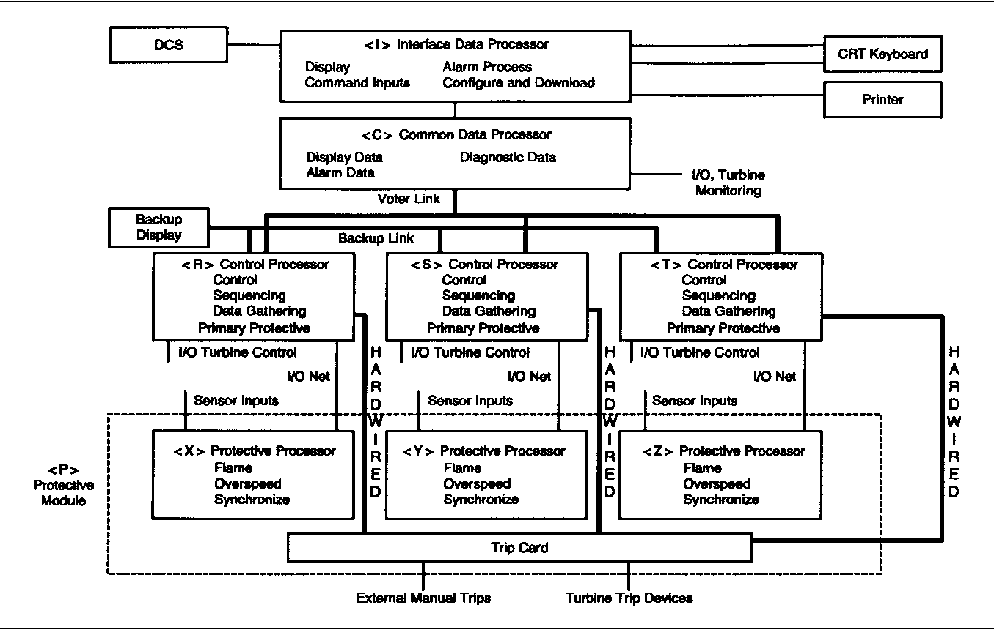 DCS
<I> Interface Data Processor
Display
Alarm Process
Command Inputs
Configure and Download
CRT Keyboard
Printer
<C> Common Data Processor
Display Data
Diagnostic Data
Alarm Data
I/O, Turbine
Monitoring
Voter Link
Backup
Display
Backup Link
<R> Control Processor
Control
Sequencing
Data Gathering
Primary Protective
<S> Control Processor
Control
Sequencing
Data Gathering
Primary Protective
<T> Control Processor
Control
Sequencing
Data Gathering
Primary Protective
I/O Turbine Control
I/O Net
Sensor Inputs
HARDWIRED
I/O Turbine Control
I/O Net
Sensor Inputs
HARDWIRED
I/O Turbine Control
I/O Net
Sensor Inputs
HARDWIRED
<P>
Protective
Module
<X> Protective Processor
Flame
Overspeed
Synchronize
<Y> Protective Processor
Flame
Overspeed
Synchronize
<Z> Protective Processor
Flame
Overspeed
Synchronize
Trip Card
External Manual Trips
Turbine Trip Devices